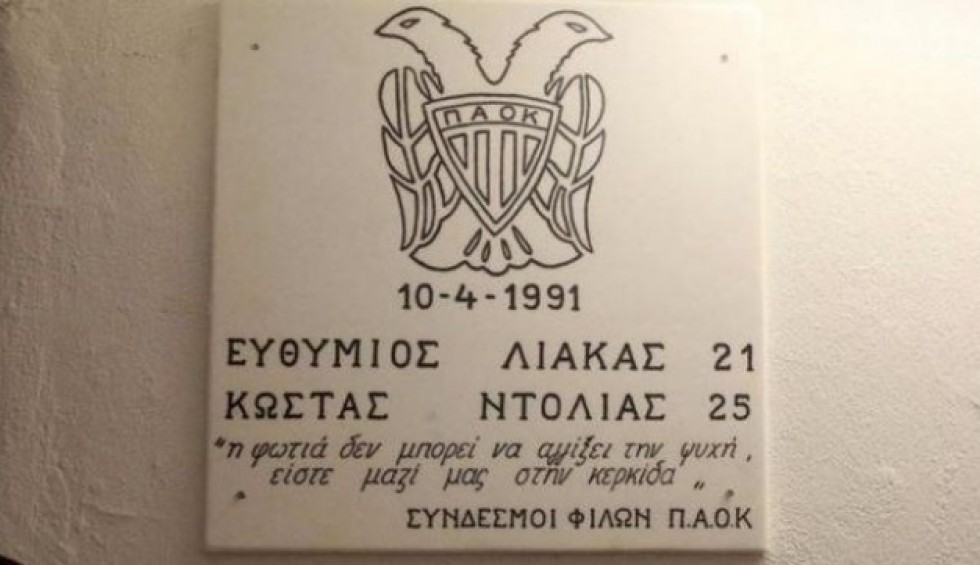 ΠΑΟΚ
10-4-1991
ΕΥΘΥΜΙΟΣ ΛΙΑΚΑΣ 21
ΚΩΣΤΑΣ ΝΤΟΛΙΑΣ 25
"η φωτιά δεν μπορεί να αγγίξει την ψυχή,
είστε μαζί μας στην κερκίδα„
ΣΥΝΔΕΣΜΟΙ ΦΙΛΩΝ Π.Α.Ο.Κ